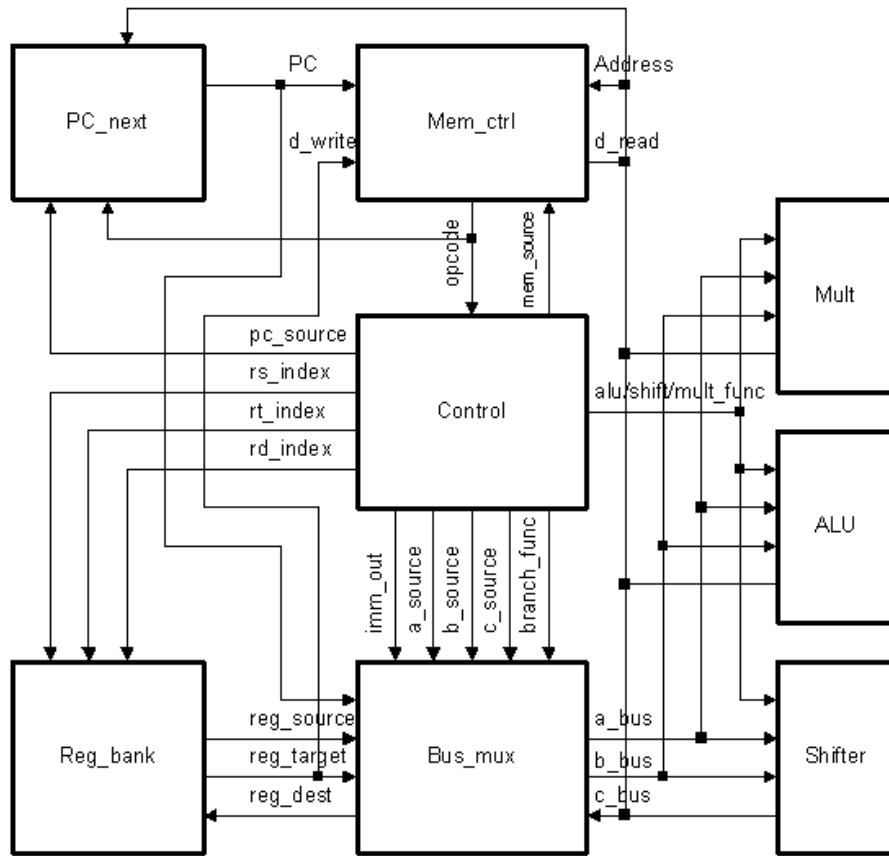 PC
Address
PC_next
Mem_ctrl
d_write
d_read
opcode
mem_source
Mult
pc_source
rs_index
alu/shift/mult_func
rt_index
Control
rd_index
ALU
imm_out
a_source
b_source
c_source
branch_func
reg_source
a_bus
Reg_bank
reg_target
Bus_mux
b_bus
Shifter
reg_dest
c_bus